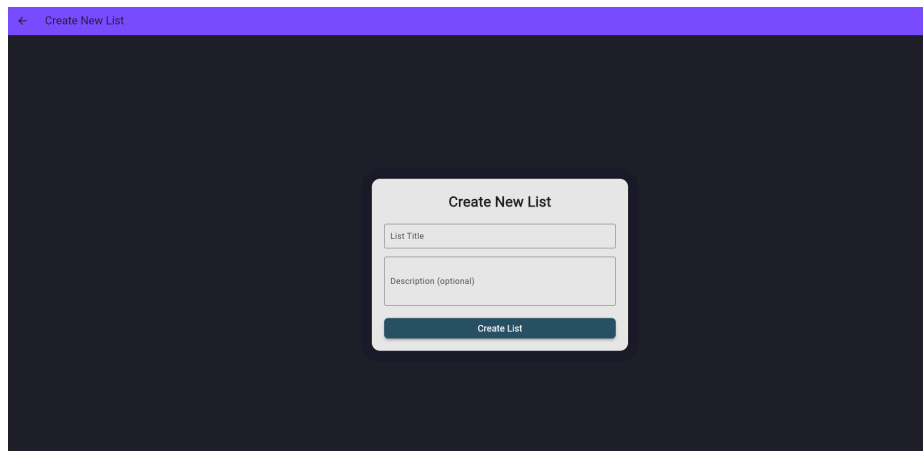 Create New List
Create New List
List Title
Description (optional)
Create List